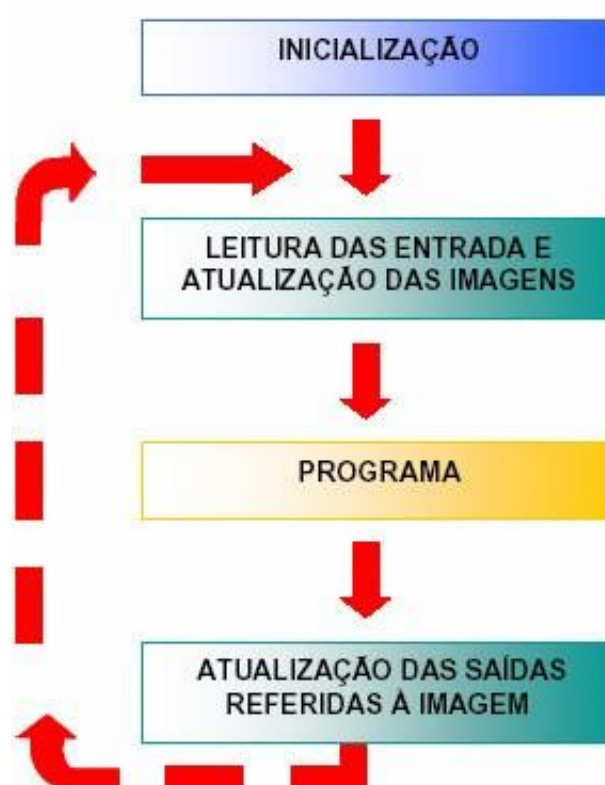 INICIALIZAÇÃO
LEITURA DAS ENTRADA E
ATUALIZAÇÃO DAS IMAGENS
PROGRAMA
ATUALIZAÇÃO DAS SAÍDAS
REFERIDAS À IMAGEM